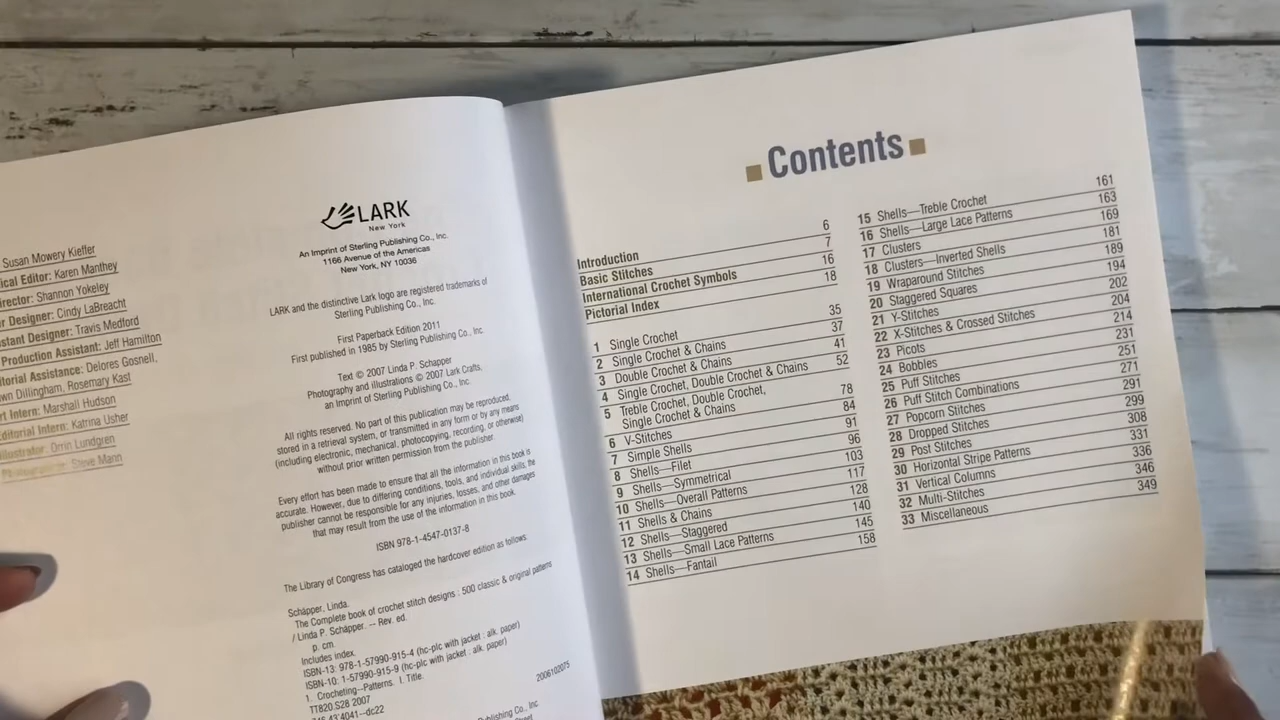 Susan Mowery Kieffer
ical Editor: Karen Manthey
irector: Shannon Yokeley
r Designer: Cindy LaBreacht
stant Designer: Travis Medford
Production Assistant: Jeff Hamilton
itorial Assistance: Delores Gosnell,
wn Dillingham, Rosemary Kast
rt Intern: Marshall Hudson
Editorial Intern: Katrina Usher
Illustrator: Orrin Lundgren
Photographer: Steve Mann
LARK
New York
An Imprint of Sterling Publishing Co., Inc.
1166 Avenue of the Americas
New York, NY 10036
LARK and the distinctive Lark logo are registered trademarks of
Sterling Publishing Co., Inc.
First Paperback Edition 2011
First published in 1985 by Sterling Publishing Co., Inc
Text © 2007 Linda P. Schapper
Photography and illustrations © 2007 Lark Crafts,
an Imprint of Sterling Publishing Co., Inc.
All rights reserved. No part of this publication may be reproduced,
stored in a retrieval system, or transmitted in any form or by any means
(including electronic, mechanical, photocopying, recording, or otherwise)
without prior written permission from the publisher.
Every effort has been made to ensure that all the information in this book is
accurate. However, due to differing conditions, tools, and individual skills, the
publisher cannot be responsible for any injuries, losses, and other damages
that may result from the use of the information in this book.
ISBN 978-1-4547-0137-8
The Library of Congress has cataloged the hardcover edition as follows:
Schäpper, Linda.
The Complete book of crochet stitch designs : 500 classic & original patterns
/ Linda P. Schäpper. -- Rev. ed.
p. cm.
Includes index.
ISBN-13: 978-1-57990-915-4 (hc-plc with jacket : alk. paper)
ISBN-10: 1-57990-915-9 (hc-plc with jacket : alk. paper)
1. Crocheting--Patterns. I. Title.
TT820.S28 2007
746.43'4041--dc22
2006102075
Publishing Co., Inc
Contents
Introduction 6
Basic Stitches 7
International Crochet Symbols 16
Pictorial Index 18
1 Single Crochet 35
2 Single Crochet & Chains 37
3 Double Crochet & Chains 41
4 Single Crochet, Double Crochet & Chains 52
5 Treble Crochet, Double Crochet,
Single Crochet & Chains 78
6 V-Stitches 84
7 Simple Shells 91
8 Shells—Filet 96
9 Shells—Symmetrical 103
10 Shells—Overall Patterns 117
11 Shells & Chains 128
12 Shells—Staggered 140
13 Shells—Small Lace Patterns 145
14 Shells—Fantail 158
15 Shells—Treble Crochet 161
16 Shells—Large Lace Patterns 163
17 Clusters 169
18 Clusters—Inverted Shells 181
19 Wraparound Stitches 189
20 Staggered Squares 194
21 Y-Stitches 202
22 X-Stitches & Crossed Stitches 204
23 Picots 214
24 Bobbles 231
25 Puff Stitches 251
26 Puff Stitch Combinations 271
27 Popcorn Stitches 291
28 Dropped Stitches 299
29 Post Stitches 308
30 Horizontal Stripe Patterns 331
31 Vertical Columns 336
32 Multi-Stitches 346
33 Miscellaneous 349